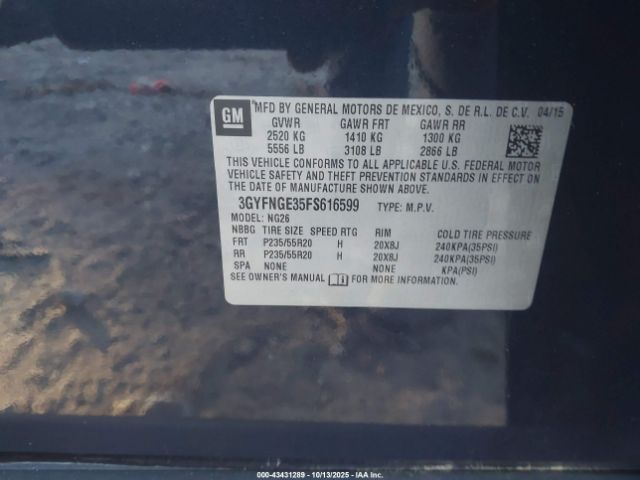 GM
MFD BY GENERAL MOTORS DE MEXICO, S. DE R.L. DE C.V. 04/15
GVWR GAWR FRT GAWR RR
2520 KG 1410 KG 1300 KG
5556 LB 3108 LB 2866 LB
THIS VEHICLE CONFORMS TO ALL APPLICABLE U.S. FEDERAL MOTOR
VEHICLE SAFETY AND THEFT PREVENTION STANDARDS IN EFFECT ON
THE DATE OF MANUFACTURE SHOWN ABOVE.
3GYFNGE35FS616599 TYPE: M.P.V.
MODEL: NG26
NBBG TIRE SIZE SPEED RTG RIM COLD TIRE PRESSURE
FRT P235/55R20 H 20X8J 240KPA(35PSI)
RR P235/55R20 H 20X8J 240KPA(35PSI)
SPA NONE NONE KPA(PSI)
SEE OWNER'S MANUAL FOR MORE INFORMATION.
000-43431289 | 10/13/2025 | IAA Inc.